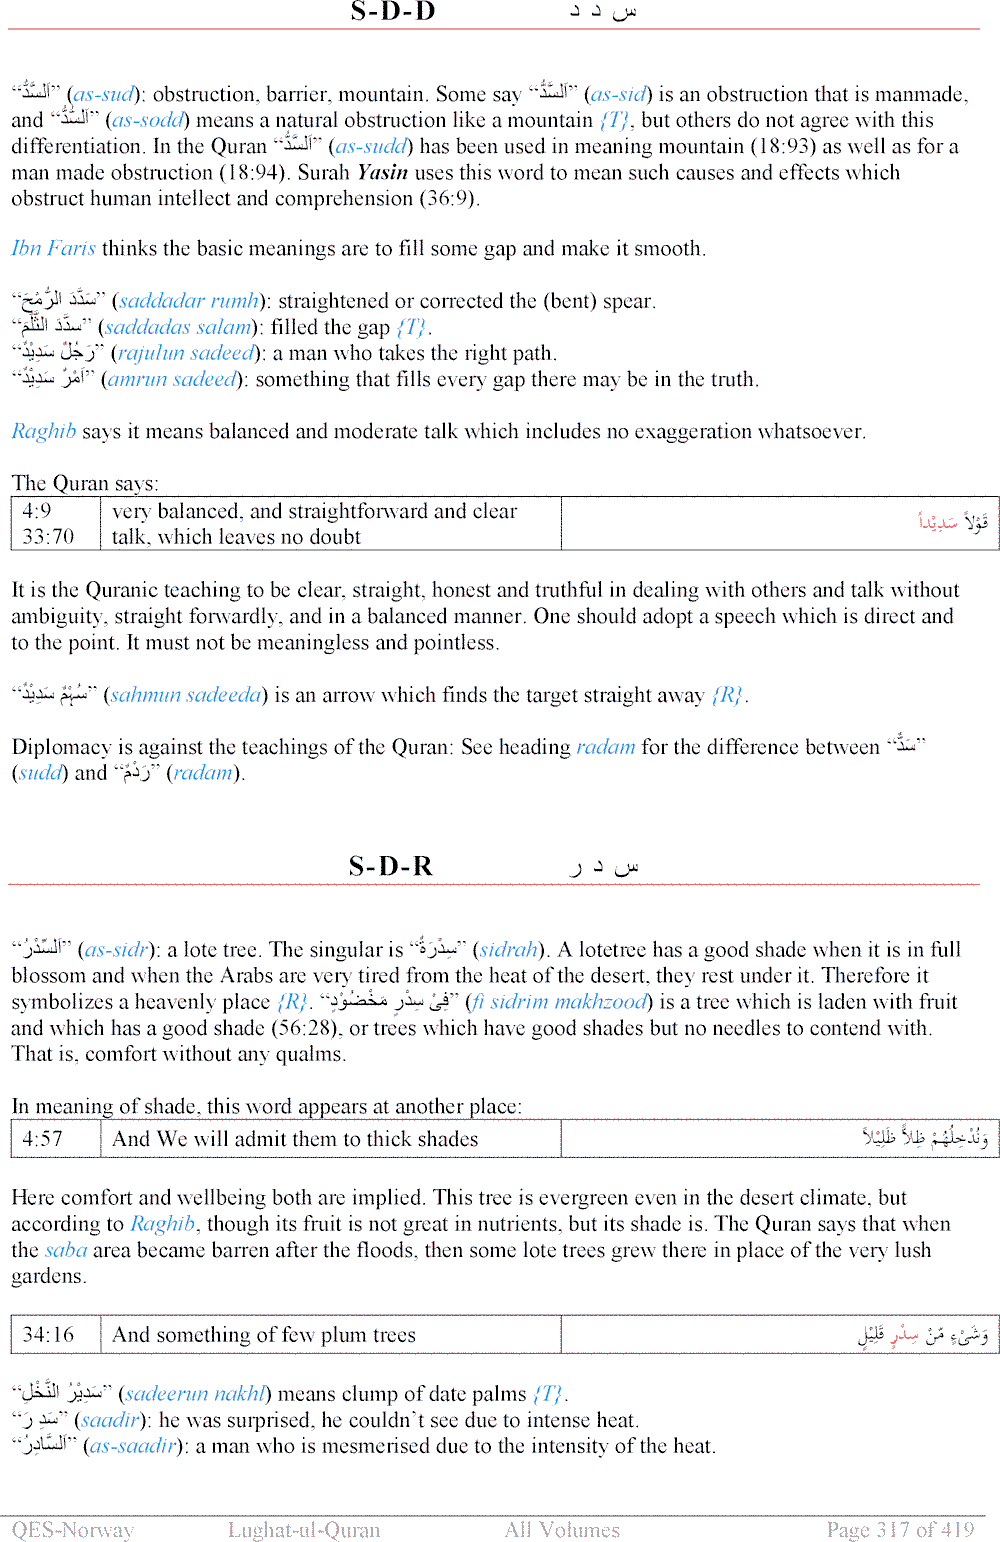 S-D-D س د د
“اَلسَّدُّ” (as-sud): obstruction, barrier, mountain. Some say “اَلسَّدُّ” (as-sid) is an obstruction that is manmade,
and “اَلسُّدُّ” (as-sodd) means a natural obstruction like a mountain {T}, but others do not agree with this
differentiation. In the Quran “اَلسَّدُّ” (as-sudd) has been used in meaning mountain (18:93) as well as for a
man made obstruction (18:94). Surah Yasin uses this word to mean such causes and effects which
obstruct human intellect and comprehension (36:9).
Ibn Faris thinks the basic meanings are to fill some gap and make it smooth.
“سَدَّدَ الرُّمْحَ” (saddadar rumh): straightened or corrected the (bent) spear.
“سدَّدَ الثَّلْمَ” (saddadas salam): filled the gap {T}.
“رَجُلٌ سَدِيْدٌ” (rajulun sadeed): a man who takes the right path.
“اَمْرٌ سَدِيْدٌ” (amrun sadeed): something that fills every gap there may be in the truth.
Raghib says it means balanced and moderate talk which includes no exaggeration whatsoever.
The Quran says:
4:9 very balanced, and straightforward and clear
33:70 talk, which leaves no doubt قَوْلاً سَدِيْداً
It is the Quranic teaching to be clear, straight, honest and truthful in dealing with others and talk without
ambiguity, straight forwardly, and in a balanced manner. One should adopt a speech which is direct and
to the point. It must not be meaningless and pointless.
“سُهْمٌ سَدِيْدٌ” (sahmun sadeeda) is an arrow which finds the target straight away {R}.
Diplomacy is against the teachings of the Quran: See heading radam for the difference between “سَدٌّ”
(sudd) and “رَدْمٌ” (radam).
S-D-R س د ر
“اَلسِّدْرُ” (as-sidr): a lote tree. The singular is “سِدْرَةٌ” (sidrah). A lotetree has a good shade when it is in full
blossom and when the Arabs are very tired from the heat of the desert, they rest under it. Therefore it
symbolizes a heavenly place {R}. “فِىْ سِدْرٍ مَخْضُوْدٍ” (fi sidrim makhzood) is a tree which is laden with fruit
and which has a good shade (56:28), or trees which have good shades but no needles to contend with.
That is, comfort without any qualms.
In meaning of shade, this word appears at another place:
4:57 And We will admit them to thick shades وَنُدْخِلُهُمْ ظِلاًّ ظَلِيْلاً
Here comfort and wellbeing both are implied. This tree is evergreen even in the desert climate, but
according to Raghib, though its fruit is not great in nutrients, but its shade is. The Quran says that when
the saba area became barren after the floods, then some lote trees grew there in place of the very lush
gardens.
34:16 And something of few plum trees وَشَىْءٍ مِّنْ سِدْرٍ قَلِيْلٍ
“سَدِيْرُ النَّخْلِ” (sadeerun nakhl) means clump of date palms {T}.
“سَدِ رَ” (saadir): he was surprised, he couldn’t see due to intense heat.
“اَلسَّادِرُ” (as-saadir): a man who is mesmerised due to the intensity of the heat.
QES-Norway Lughat-ul-Quran All Volumes Page 317 of 419